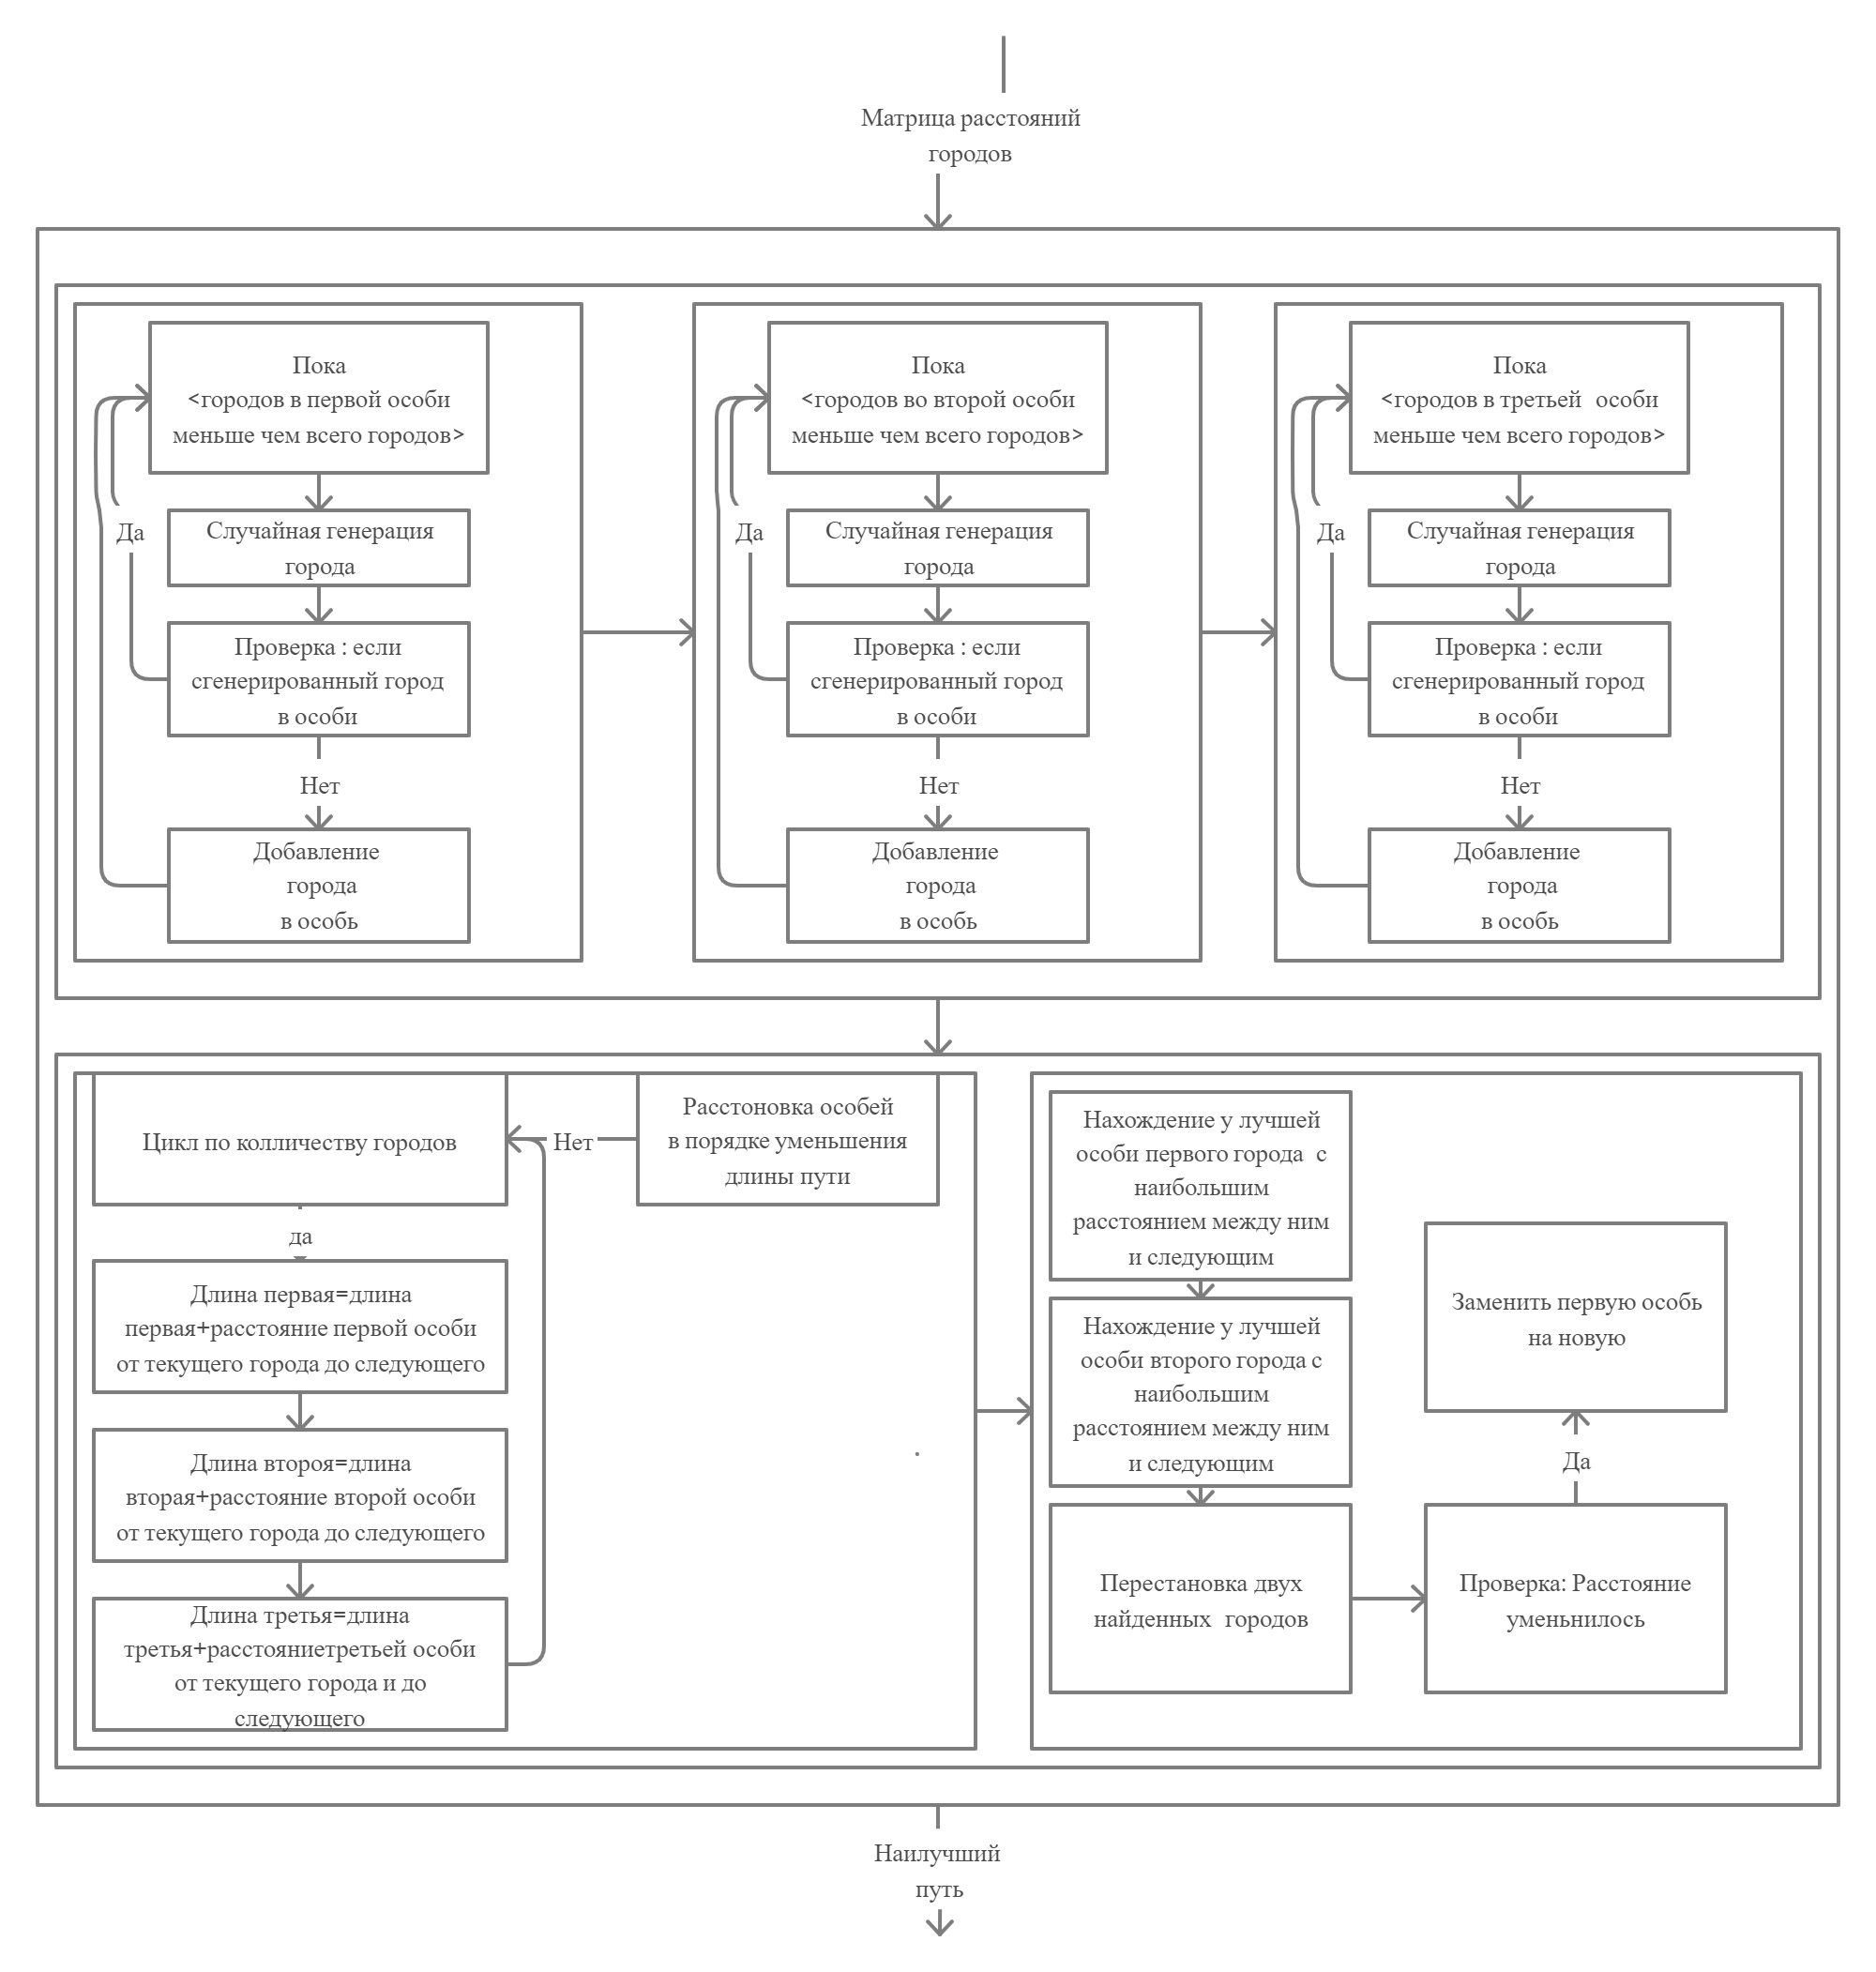 Матрица расстояний
городов
Пока
<городов в первой особи
меньше чем всего городов>
Да
Случайная генерация
города
Проверка : если
сгенерированный город
в особи
Нет
Добавление
города
в особь
Пока
<городов во второй особи
меньше чем всего городов>
Да
Случайная генерация
города
Проверка : если
сгенерированный город
в особи
Нет
Добавление
города
в особь
Пока
<городов в третьей особи
меньше чем всего городов>
Да
Случайная генерация
города
Проверка : если
сгенерированный город
в особи
Нет
Добавление
города
в особь
Цикл по колличеству городов
Нет
Расстоновка особей
в порядке уменьшения
длины пути
да
Длина первая=длина
первая+расстояние первой особи
от текущего города до следующего
Длина второя=длина
вторая+расстояние второй особи
от текущего города до следующего
Длина третья=длина
третья+расстояниетретьей особи
от текущего города и до
следующего
Нахождение у лучшей
особи первого города с
наибольшим
расстоянием между ним
и следующим
Нахождение у лучшей
особи второго города с
наибольшим
расстоянием между ним
и следующим
Перестановка двух
найденных городов
Проверка: Расстояние
уменьнилось
Да
Заменить первую особь
на новую
Наилучший
путь